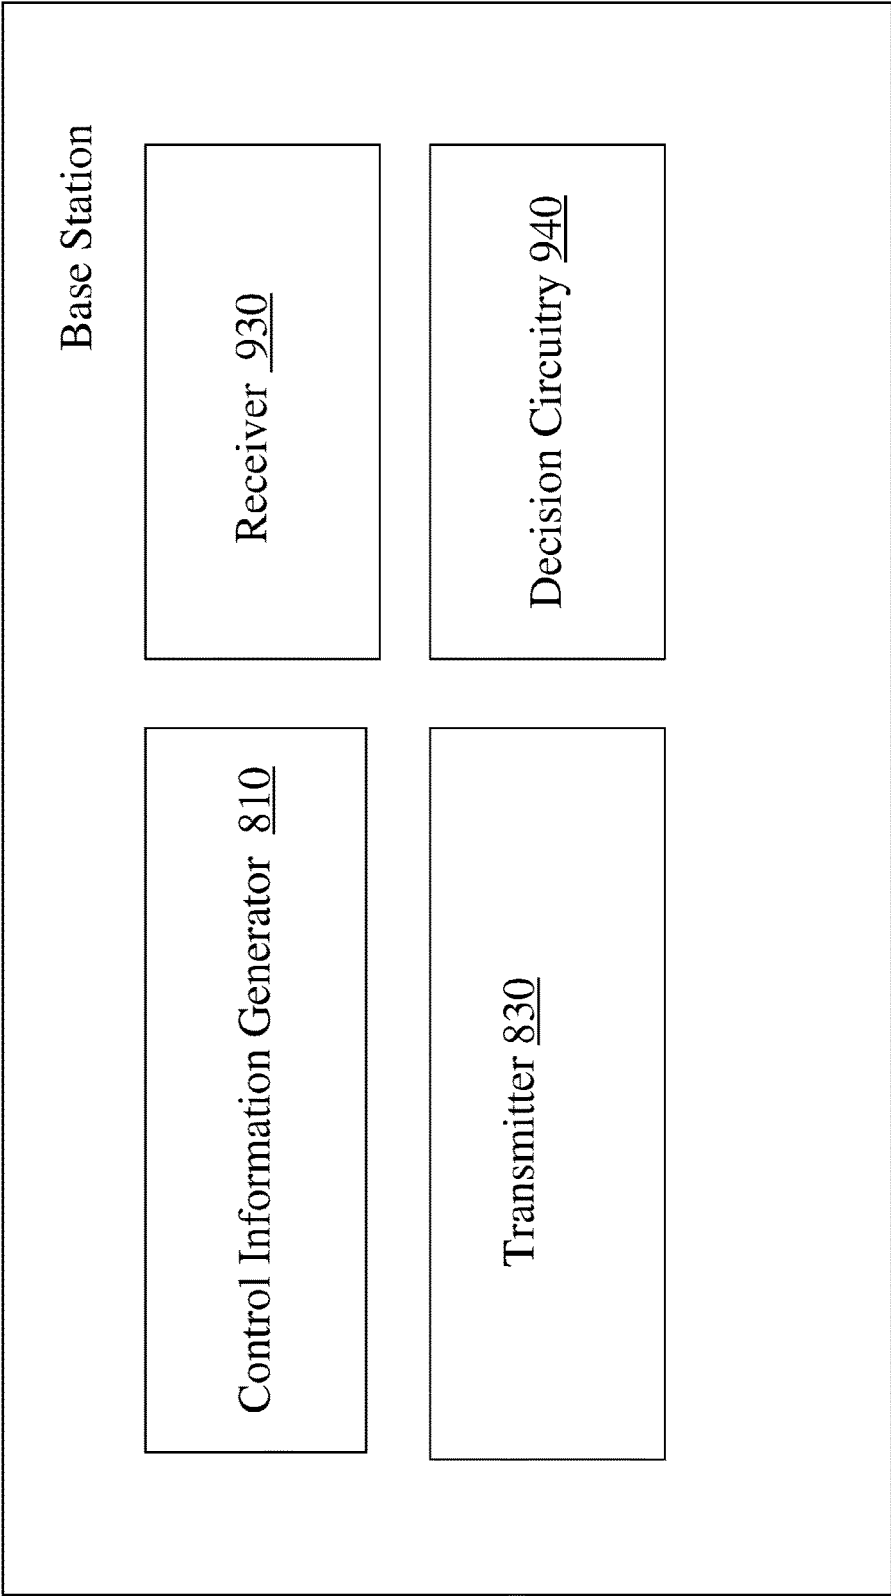 Base Station
Control Information Generator 810
Receiver 930
Transmitter 830
Decision Circuitry 940